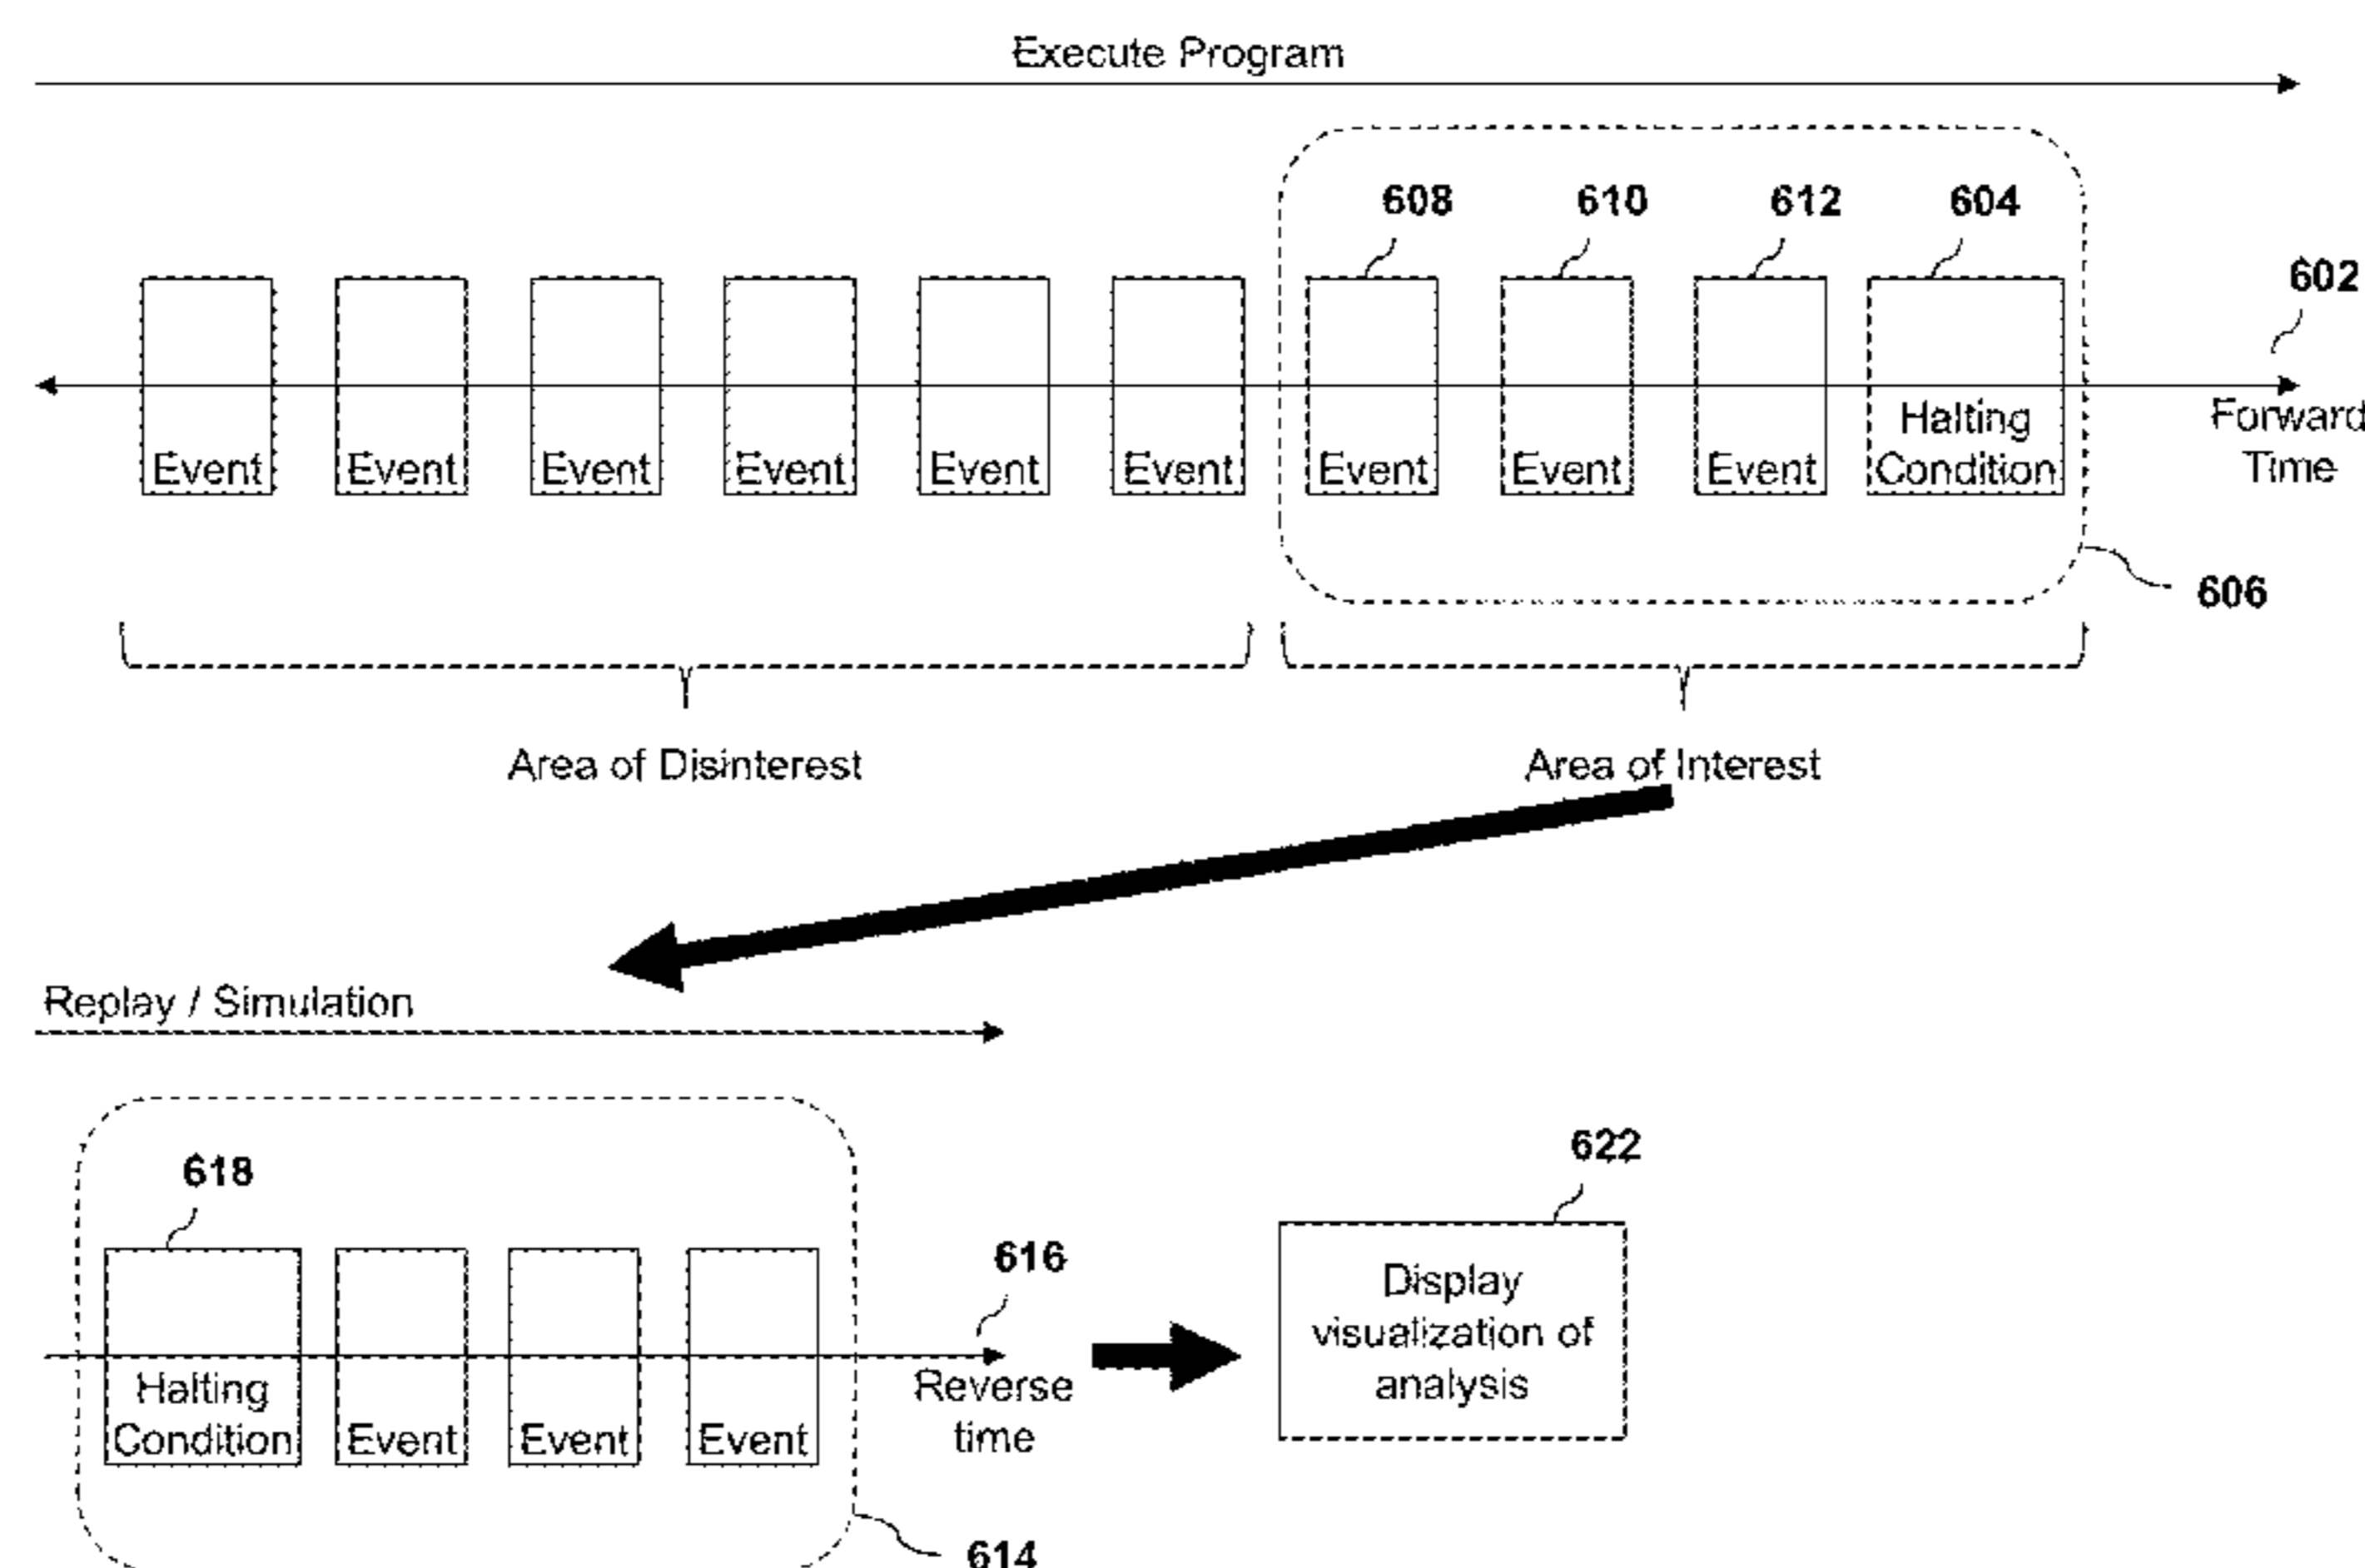 Execute Program
608 610 612 604
602
Event Event Event Event Event Event Event Event Event
Halting
Condition
Forward
Time
606
Area of Disinterest
Area of Interest
Replay / Simulation
618
622
616
Halting
Condition
Event Event Event
Reverse
time
Display
visualization of
analysis
614